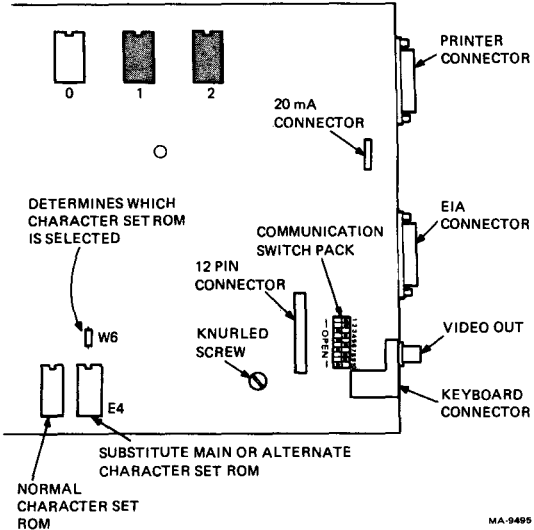 PRINTER
CONNECTOR
0
1
2
20 mA
CONNECTOR
DETERMINES WHICH
CHARACTER SET ROM
IS SELECTED
COMMUNICATION
SWITCH PACK
EIA
CONNECTOR
12 PIN
CONNECTOR
OPEN
W6
KNURLED
SCREW
VIDEO OUT
KEYBOARD
CONNECTOR
E4
SUBSTITUTE MAIN OR ALTERNATE
CHARACTER SET ROM
NORMAL
CHARACTER SET
ROM
MA-9495